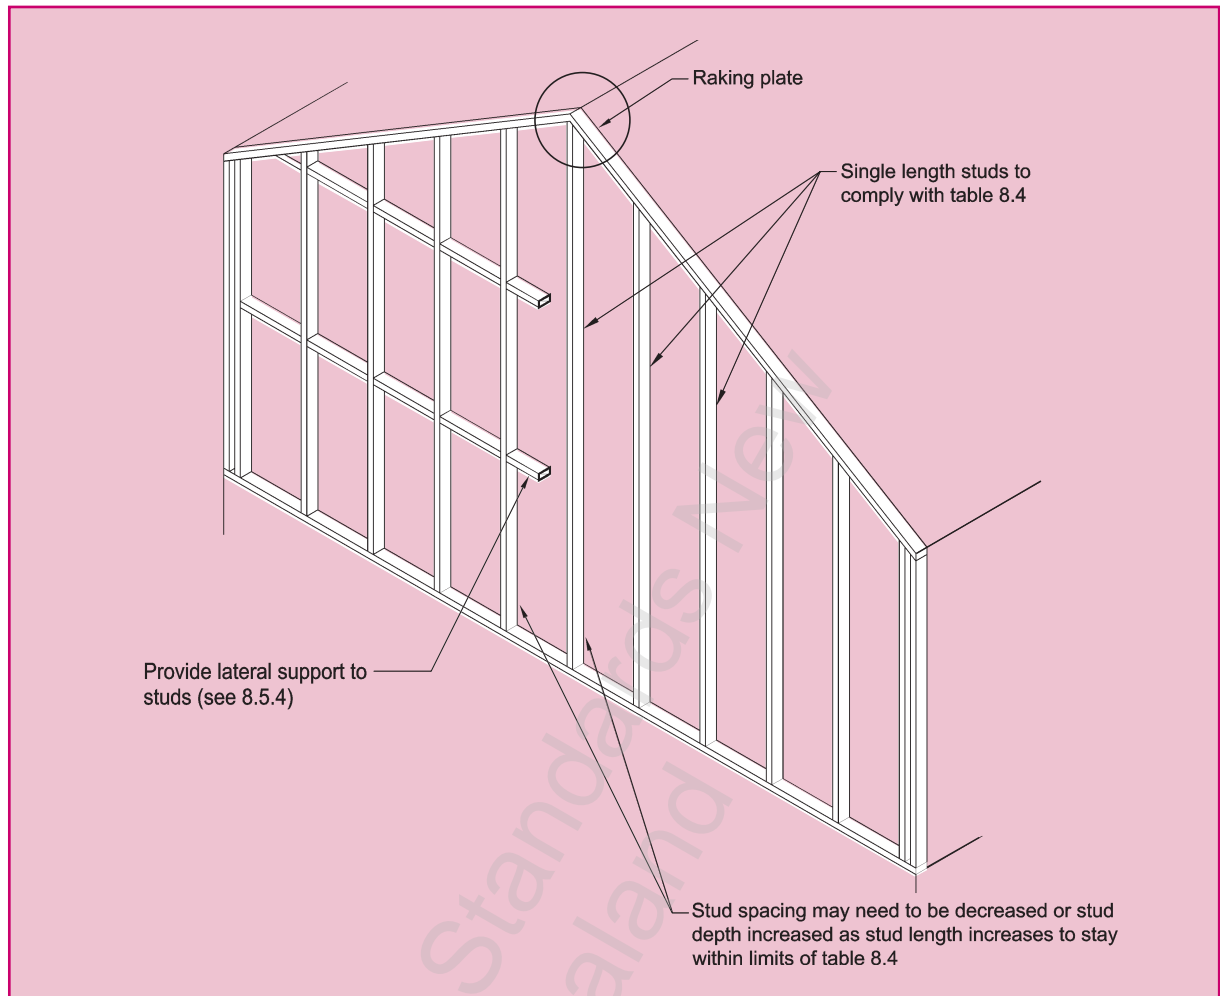 Raking plate
Single length studs to
comply with table 8.4
Provide lateral support to
studs (see 8.5.4)
Stud spacing may need to be decreased or stud
depth increased as stud length increases to stay
within limits of table 8.4
Standards New
aland